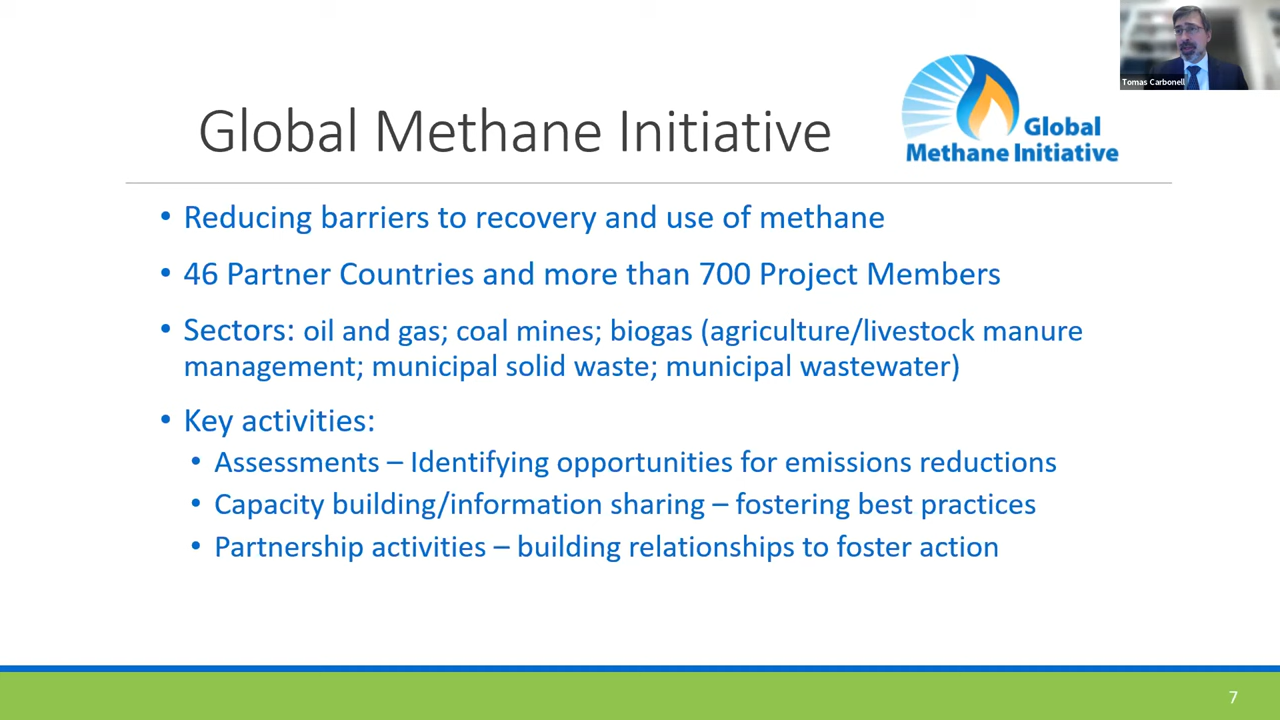 Tomas Carbonell
Global
Methane Initiative
Global Methane Initiative
• Reducing barriers to recovery and use of methane
• 46 Partner Countries and more than 700 Project Members
• Sectors: oil and gas; coal mines; biogas (agriculture/livestock manure
management; municipal solid waste; municipal wastewater)
• Key activities:
• Assessments – Identifying opportunities for emissions reductions
• Capacity building/information sharing – fostering best practices
• Partnership activities – building relationships to foster action
7